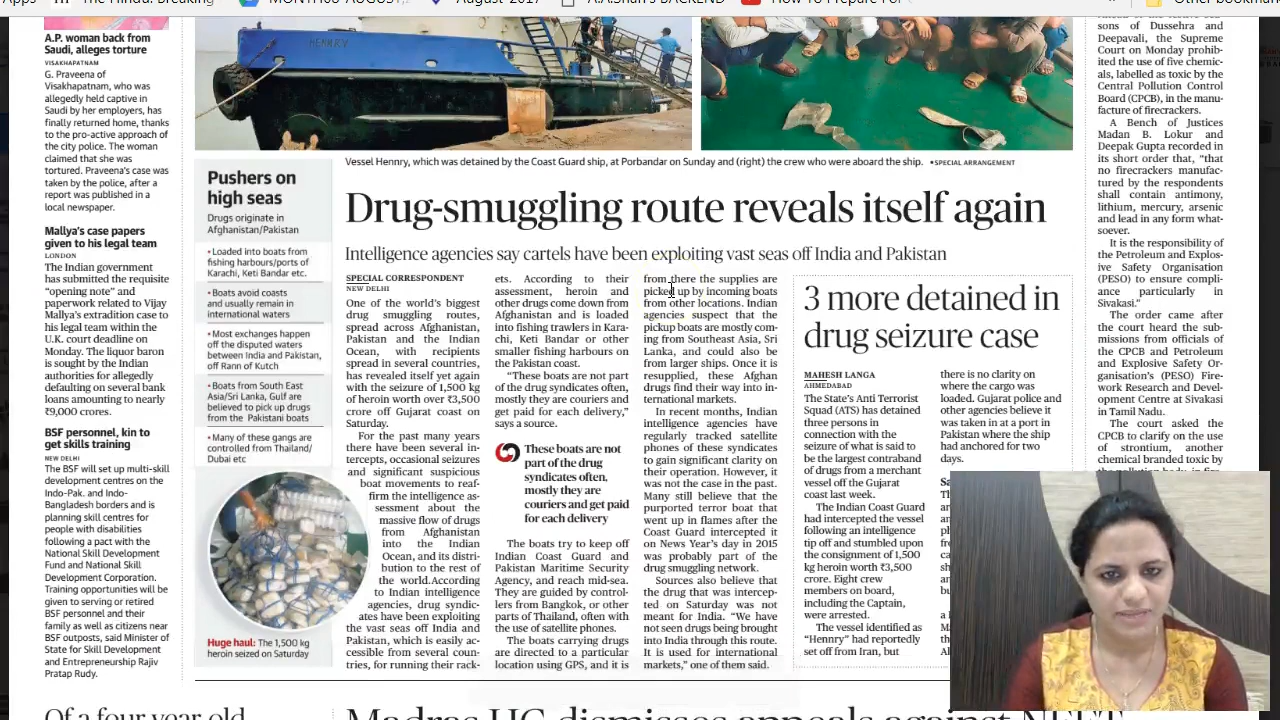 A.P. woman back from
Saudi, alleges torture
VISAKHAPATNAM
G. Praveena of
Visakhapatnam, who was
allegedly held captive in
Saudi by her employers, has
finally returned home, thanks
to the pro-active approach of
the city police. The woman
claimed that she was
tortured. Praveena's case was
taken by the police, after a
report was published in a
local newspaper.
Mallya's case papers
given to his legal team
LONDON
The Indian government
has submitted the requisite
"opening note" and
paperwork related to Vijay
Mallya's extradition case to
his legal team within the
U.K. court deadline on
Monday. The liquor baron
is sought by the Indian
authorities for allegedly
defaulting on several bank
loans amounting to nearly
₹9,000 crores.
BSF personnel, kin to
get skills training
NEW DELHI
The BSF will set up multi-skill
development centres on the
Indo-Pak. and Indo-
Bangladesh borders and is
planning skill centres for
people with disabilities
following a pact with the
National Skill Development
Fund and National Skill
Development Corporation.
Training opportunities will be
given to serving or retired
BSF personnel and their
family as well as citizens near
BSF outposts, said Minister of
State for Skill Development
and Entrepreneurship Rajiv
Pratap Rudy.
HENNRY
Vessel Hennry, which was detained by the Coast Guard ship, at Porbandar on Sunday and (right) the crew who were aboard the ship. •SPECIAL ARRANGEMENT
Pushers on
high seas
Drugs originate in
Afghanistan/Pakistan
• Loaded into boats from
fishing harbours/ports of
Karachi, Keti Bandar etc.
• Boats avoid coasts
and usually remain in
international waters
• Most exchanges happen
off the disputed waters
between India and Pakistan,
off Rann of Kutch
• Boats from South East
Asia/Sri Lanka, Gulf are
believed to pick up drugs
from the Pakistani boats
• Many of these gangs are
controlled from Thailand/
Dubai etc
Huge haul: The 1,500 kg
heroin seized on Saturday
Drug-smuggling route reveals itself again
Intelligence agencies say cartels have been exploiting vast seas off India and Pakistan
SPECIAL CORRESPONDENT
NEW DELHI
One of the world's biggest
drug smuggling routes,
spread across Afghanistan,
Pakistan and the Indian
Ocean, with recipients
spread in several countries,
has revealed itself yet again
with the seizure of 1,500 kg
of heroin worth over ₹3,500
crore off Gujarat coast on
Saturday.
For the past many years
there have been several in-
tercepts, occasional seizures
and significant suspicious
boat movements to reaf-
firm the intelligence as-
sessment about the
massive flow of drugs
from Afghanistan
into the Indian
Ocean, and its distri-
bution to the rest of
the world.According
to Indian intelligence
agencies, drug syndic-
ates have been exploiting
the vast seas off India and
Pakistan, which is easily ac-
cessible from several coun-
tries, for running their rack-
ets. According to their
assessment, heroin and
other drugs come down from
Afghanistan and is loaded
into fishing trawlers in Kara-
chi, Keti Bandar or other
smaller fishing harbours on
the Pakistan coast.
"These boats are not part
of the drug syndicates often,
mostly they are couriers and
get paid for each delivery,"
says a source.
These boats are not
part of the drug
syndicates often,
mostly they are
couriers and get paid
for each delivery
The boats try to keep off
Indian Coast Guard and
Pakistan Maritime Security
Agency, and reach mid-sea.
They are guided by control-
lers from Bangkok, or other
parts of Thailand, often with
the use of satellite phones.
The boats carrying drugs
are directed to a particular
location using GPS, and it is
from there the supplies are
picked up by incoming boats
from other locations. Indian
agencies suspect that the
pickup boats are mostly com-
ing from Southeast Asia, Sri
Lanka, and could also be
from larger ships. Once it is
resupplied, these Afghan
drugs find their way into in-
ternational markets.
In recent months, Indian
intelligence agencies have
regularly tracked satellite
phones of these syndicates
to gain significant clarity on
their operation. However, it
was not the case in the past.
Many still believe that the
purported terror boat that
went up in flames after the
Coast Guard intercepted it
on New Year's day in 2015
was probably part of the
drug smuggling network.
Sources also believe that
the drug that was intercep-
ted on Saturday was not
meant for India. "We have
not seen drugs being brought
into India through this route.
It is used for international
markets," one of them said.
3 more detained in
drug seizure case
MAHESH LANGA
AHMEDABAD
The State's Anti Terrorist
Squad (ATS) has detained
three persons in
connection with the
seizure of what is said to
be the largest contraband
of drugs from a merchant
vessel off the Gujarat
coast last week.
The Indian Coast Guard
had intercepted the vessel
following an intelligence
tip off and stumbled upon
the consignment of 1,500
kg heroin worth ₹3,500
crore. Eight crew
members on board,
including the Captain,
were arrested.
The vessel identified as
"Hennry" had reportedly
set off from Iran, but
there is no clarity on
where the cargo was
loaded. Gujarat police and
other agencies believe it
was taken in at a port in
Pakistan where the ship
had anchored for two
days.
sons of Dussehra and
Deepavali, the Supreme
Court on Monday prohib-
ited the use of five chemic-
als, labelled as toxic by the
Central Pollution Control
Board (CPCB), in the manu-
facture of firecrackers.
A Bench of Justices
Madan B. Lokur and
Deepak Gupta recorded in
its short order that, "that
no firecrackers manufac-
tured by the respondents
shall contain antimony,
lithium, mercury, arsenic
and lead in any form what-
soever.
It is the responsibility of
the Petroleum and Explos-
ive Safety Organisation
(PESO) to ensure compli-
ance particularly in
Sivakasi."
The order came after
the court heard the sub-
missions from officials of
the CPCB and Petroleum
and Explosive Safety Or-
ganisation's (PESO) Fire-
work Research and Devel-
opment Centre at Sivakasi
in Tamil Nadu.
The court asked the
CPCB to clarify on the use
of strontium, another
chemical branded toxic by
Of a four year old
Madras HC dismisses appeals against NEET